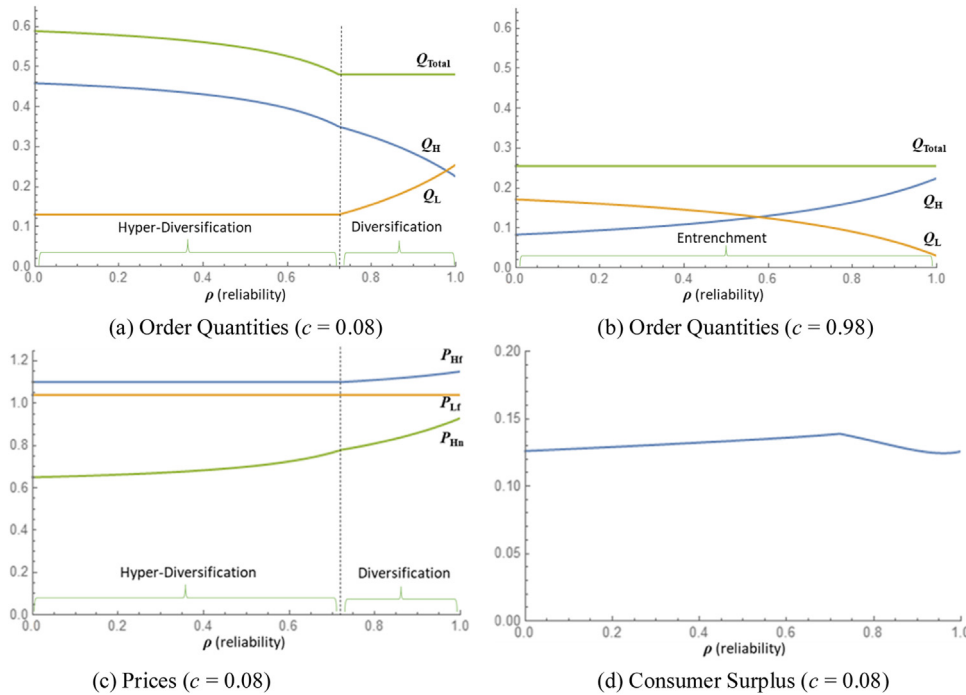 0.6
0.5
0.4
0.3
0.2
0.1
0.0
Q_Total
Q_H
Q_L
Hyper-Diversification
Diversification
0.0 0.2 0.4 0.6 0.8 1.0
ρ (reliability)
(a) Order Quantities (c = 0.08)
0.6
0.5
0.4
0.3
0.2
0.1
0.0
Q_Total
Q_H
Q_L
Entrenchment
0.0 0.2 0.4 0.6 0.8 1.0
ρ (reliability)
(b) Order Quantities (c = 0.98)
1.2
1.0
0.8
0.6
0.4
0.2
0.0
P_Hf
P_Lf
P_Hn
Hyper-Diversification
Diversification
0.0 0.2 0.4 0.6 0.8 1.0
ρ (reliability)
(c) Prices (c = 0.08)
0.20
0.15
0.10
0.05
0.00
0.0 0.2 0.4 0.6 0.8 1.0
ρ (reliability)
(d) Consumer Surplus (c = 0.08)